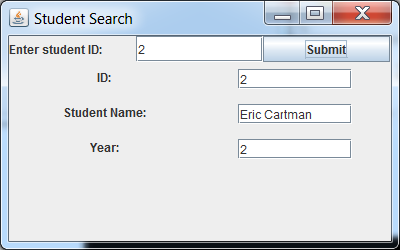 Student Search
Enter student ID: 2 Submit
ID: 2
Student Name: Eric Cartman
Year: 2